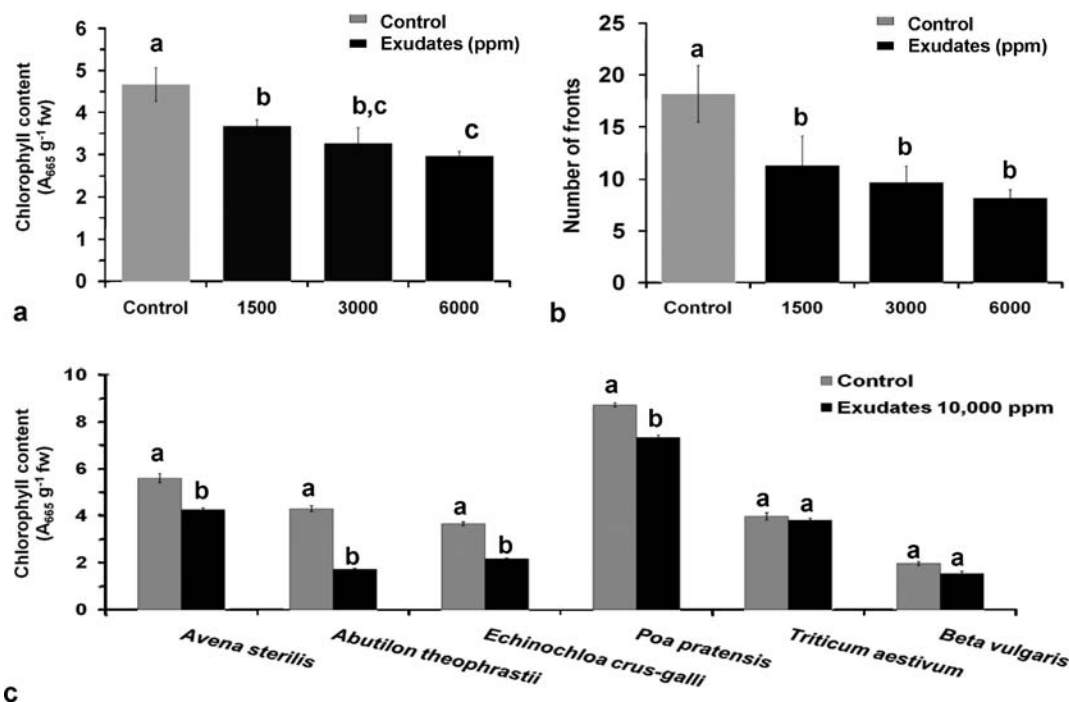 Control
Exudates (ppm)
Chlorophyll content
(A665 g-1 fw)
6
5
4
3
2
1
0
a
b
b,c
c
Control 1500 3000 6000
a
Control
Exudates (ppm)
Number of fronts
25
20
15
10
5
0
a
b
b
b
Control 1500 3000 6000
b
Control
Exudates 10,000 ppm
Chlorophyll content
(A665 g-1 fw)
10
8
6
4
2
0
a b
a b
a b
a b
a a
a a
Avena sterilis
Abutilon theophrastii
Echinochloa crus-galli
Poa pratensis
Triticum aestivum
Beta vulgaris
c